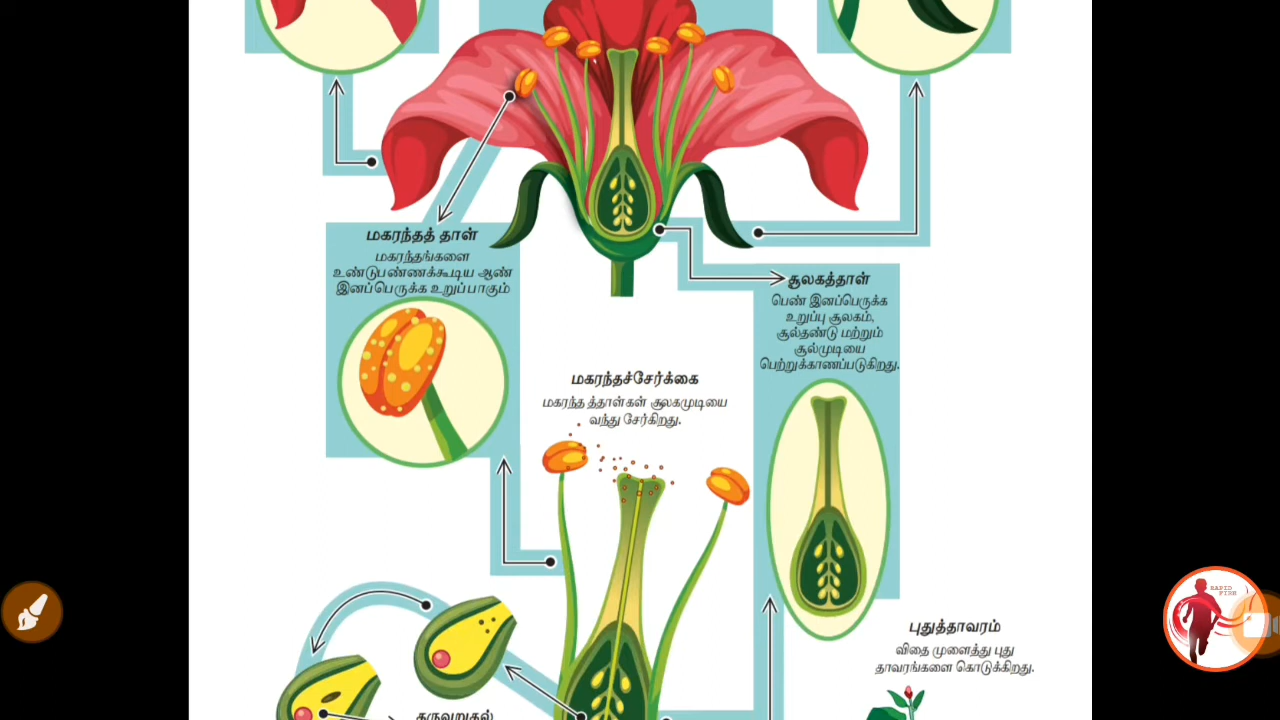 மகரந்தத் தாள்
மகரந்தங்களை
உண்டுபண்ணக்கூடிய ஆண்
இனப்பெருக்க உறுப்பாகும்
சூலகத்தாள்
பெண் இனப்பெருக்க
உறுப்பு சூலகம்,
சூல்தண்டு மற்றும்
சூல்முடியை
பெற்றுக்காணப்படுகிறது.
மகரந்தச்சேர்க்கை
மகரந்த த்தாள்கள் சூலகமுடியை
வந்து சேர்கிறது.
புதுத்தாவரம்
விதை முளைத்து புது
தாவரங்களை கொடுக்கிறது.
கருவுறுதல்
RAPID